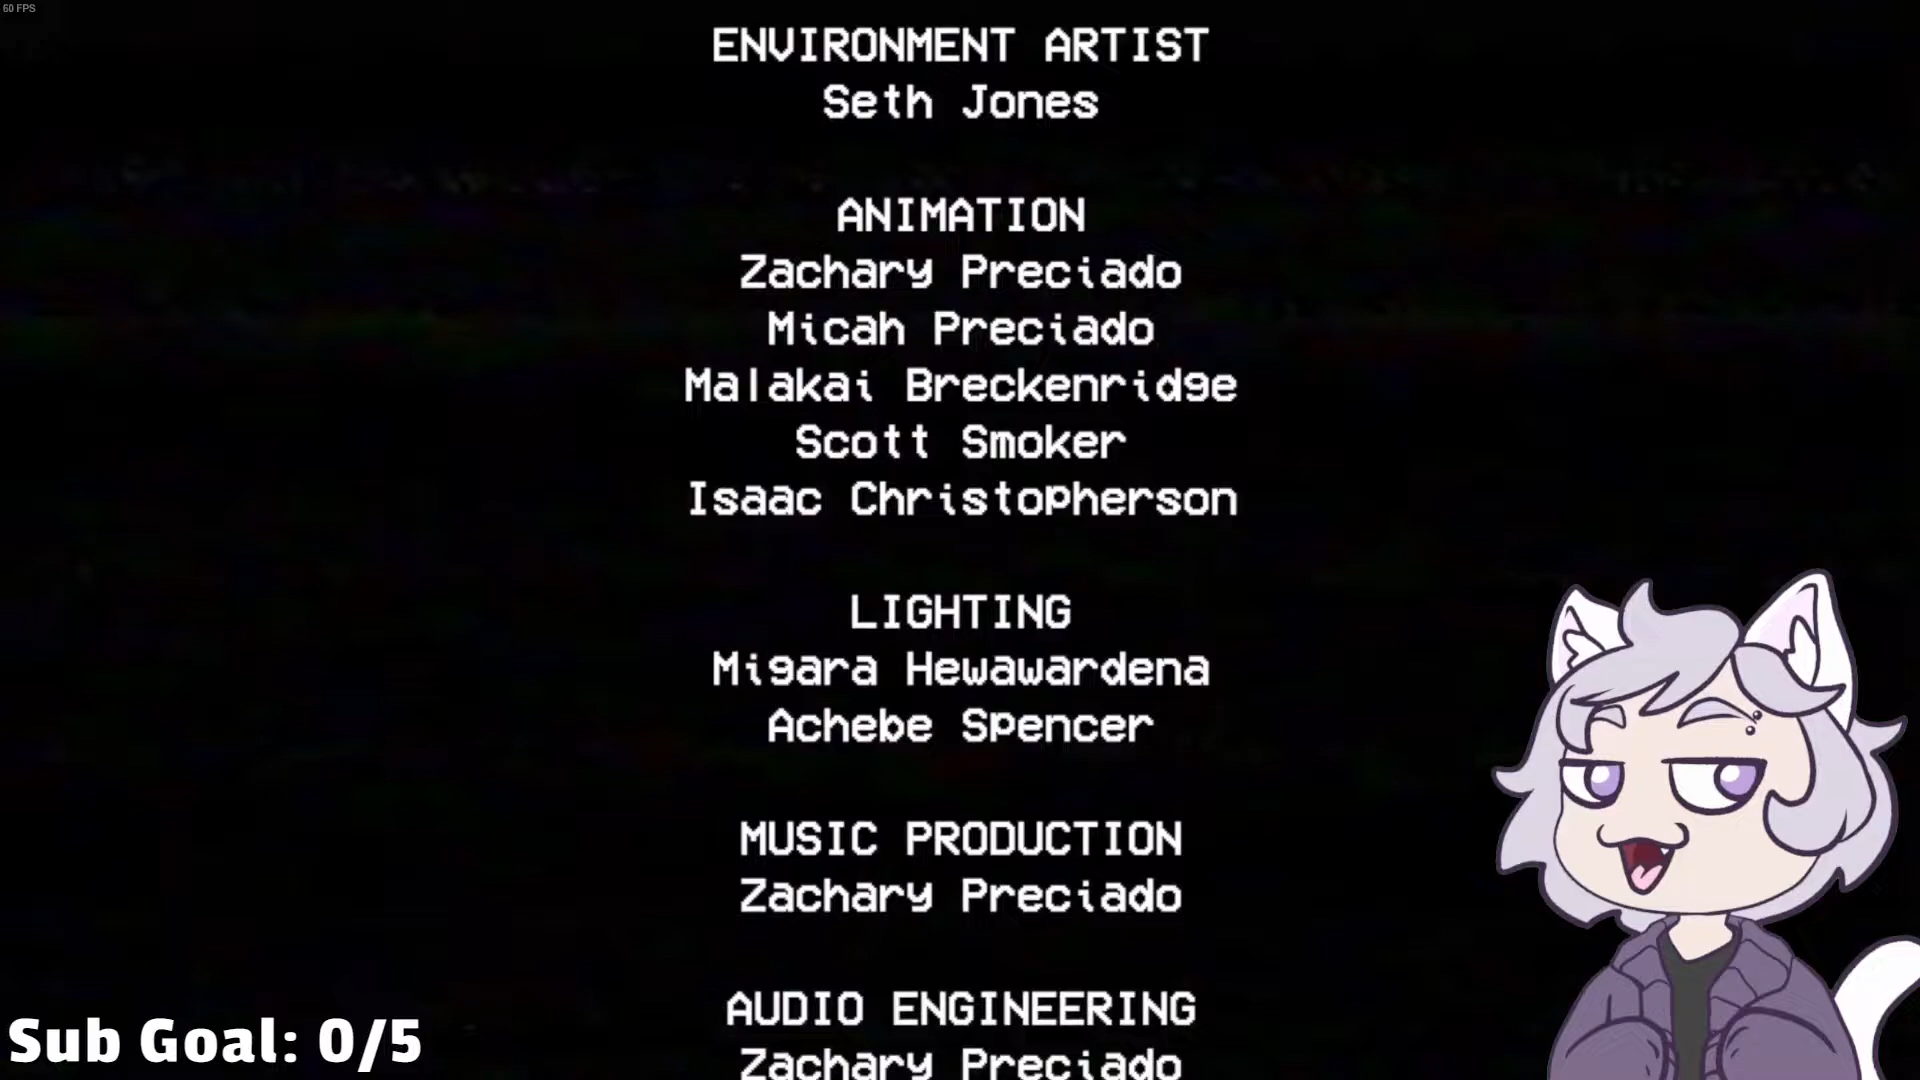 60 FPS
ENVIRONMENT ARTIST
Seth Jones
ANIMATION
Zachary Preciado
Micah Preciado
Malakai Breckenridge
Scott Smoker
Isaac Christopherson
LIGHTING
Migara Hewawardena
Achebe Spencer
MUSIC PRODUCTION
Zachary Preciado
AUDIO ENGINEERING
Zachary Preciado
Sub Goal: 0/5